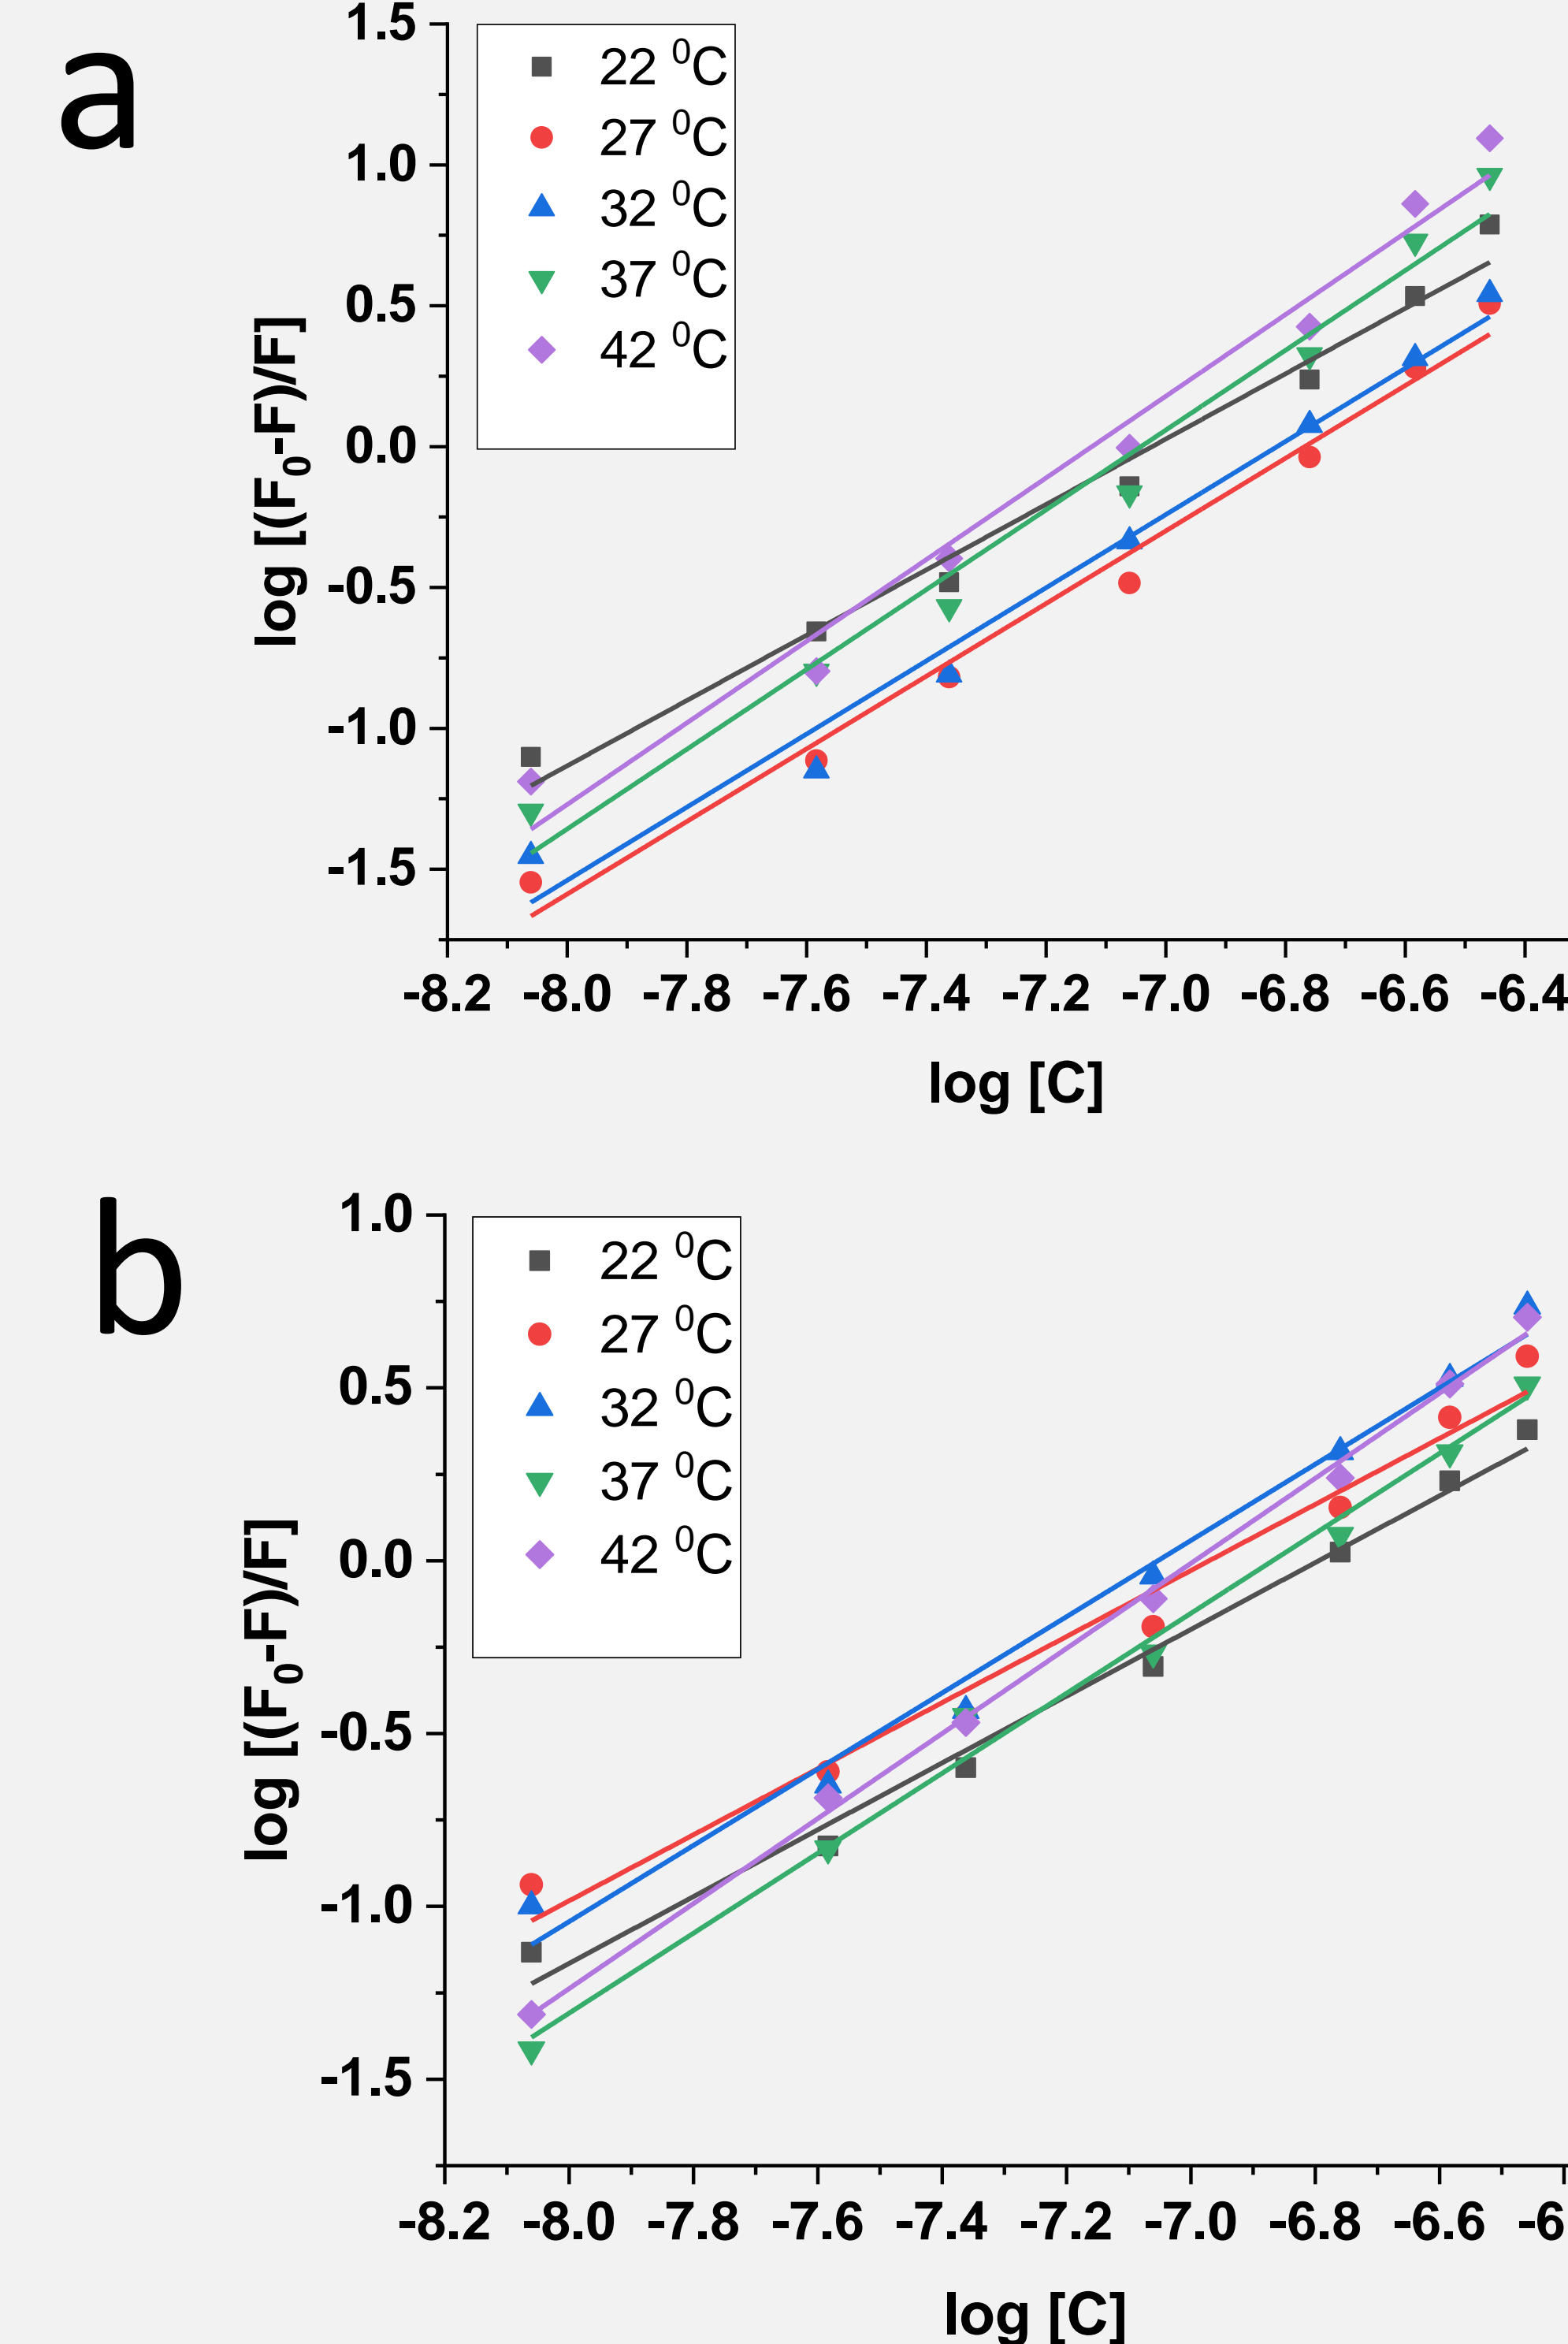 a
1.5
1.0
0.5
0.0
-0.5
-1.0
-1.5
log [(F0-F)/F]
22 0C
27 0C
32 0C
37 0C
42 0C
-8.2 -8.0 -7.8 -7.6 -7.4 -7.2 -7.0 -6.8 -6.6 -6.4
log [C]
b
1.0
0.5
0.0
-0.5
-1.0
-1.5
log [(F0-F)/F]
22 0C
27 0C
32 0C
37 0C
42 0C
-8.2 -8.0 -7.8 -7.6 -7.4 -7.2 -7.0 -6.8 -6.6 -6
log [C]